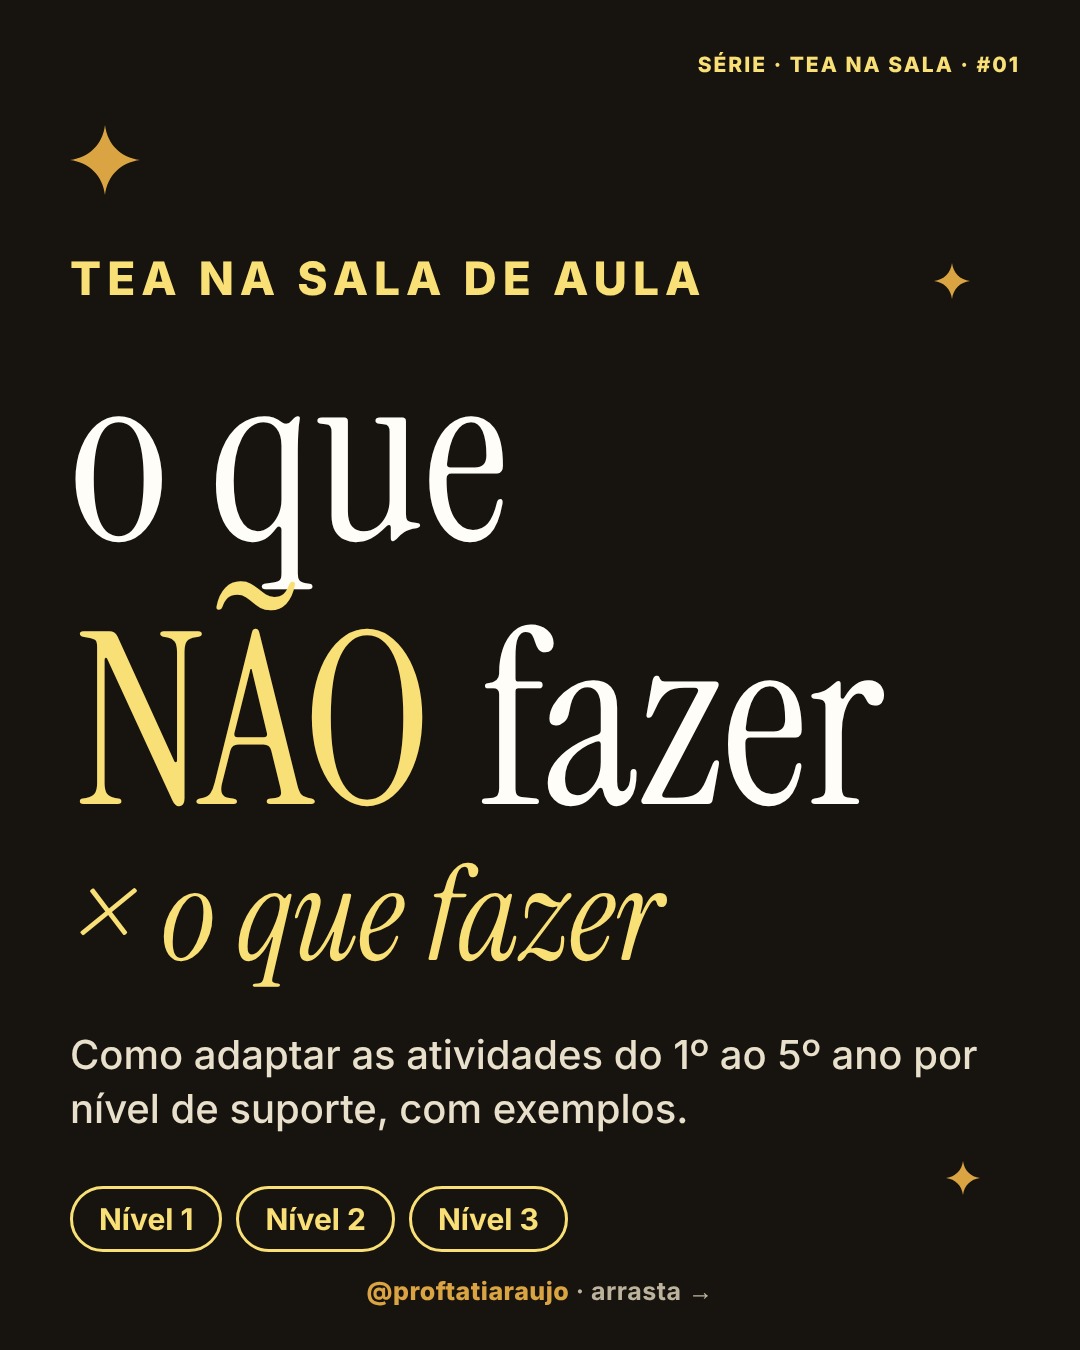 SÉRIE · TEA NA SALA · #01
TEA NA SALA DE AULA
o que
NÃO fazer
× o que fazer
Como adaptar as atividades do 1º ao 5º ano por
nível de suporte, com exemplos.
Nível 1 Nível 2 Nível 3
@proftatiaraujo · arrasta →